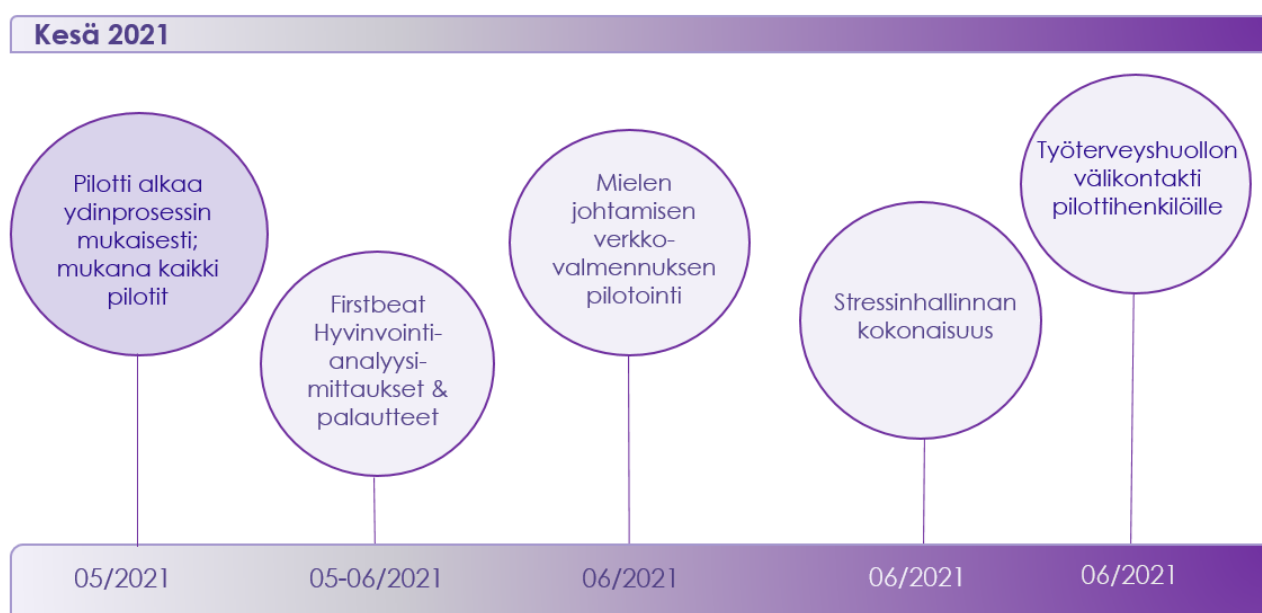 Kesä 2021
Pilotti alkaa
ydinprosessin
mukaisesti;
mukana kaikki
pilotit
Firstbeat
Hyvinvointi-
analyysi-
mittaukset &
palautteet
Mielen
johtamisen
verkko-
valmennuksen
pilotointi
Stressinhallinnan
kokonaisuus
Työterveyshuollon
välikontakti
pilottihenkilöille
05/2021
05-06/2021
06/2021
06/2021
06/2021